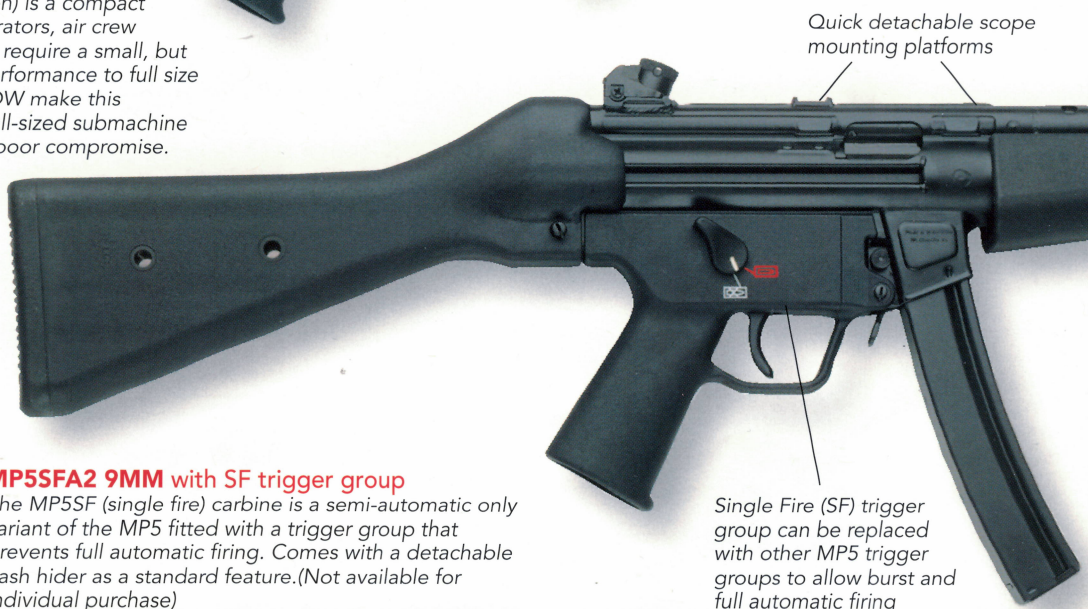 n) is a compact
rators, air crew
require a small, but
rformance to full size
DW make this
ll-sized submachine
poor compromise.
Quick detachable scope
mounting platforms
MP5SFA2 9MM with SF trigger group
he MP5SF (single fire) carbine is a semi-automatic only
ariant of the MP5 fitted with a trigger group that
revents full automatic firing. Comes with a detachable
ash hider as a standard feature.(Not available for
ndividual purchase)
Single Fire (SF) trigger
group can be replaced
with other MP5 trigger
groups to allow burst and
full automatic firing